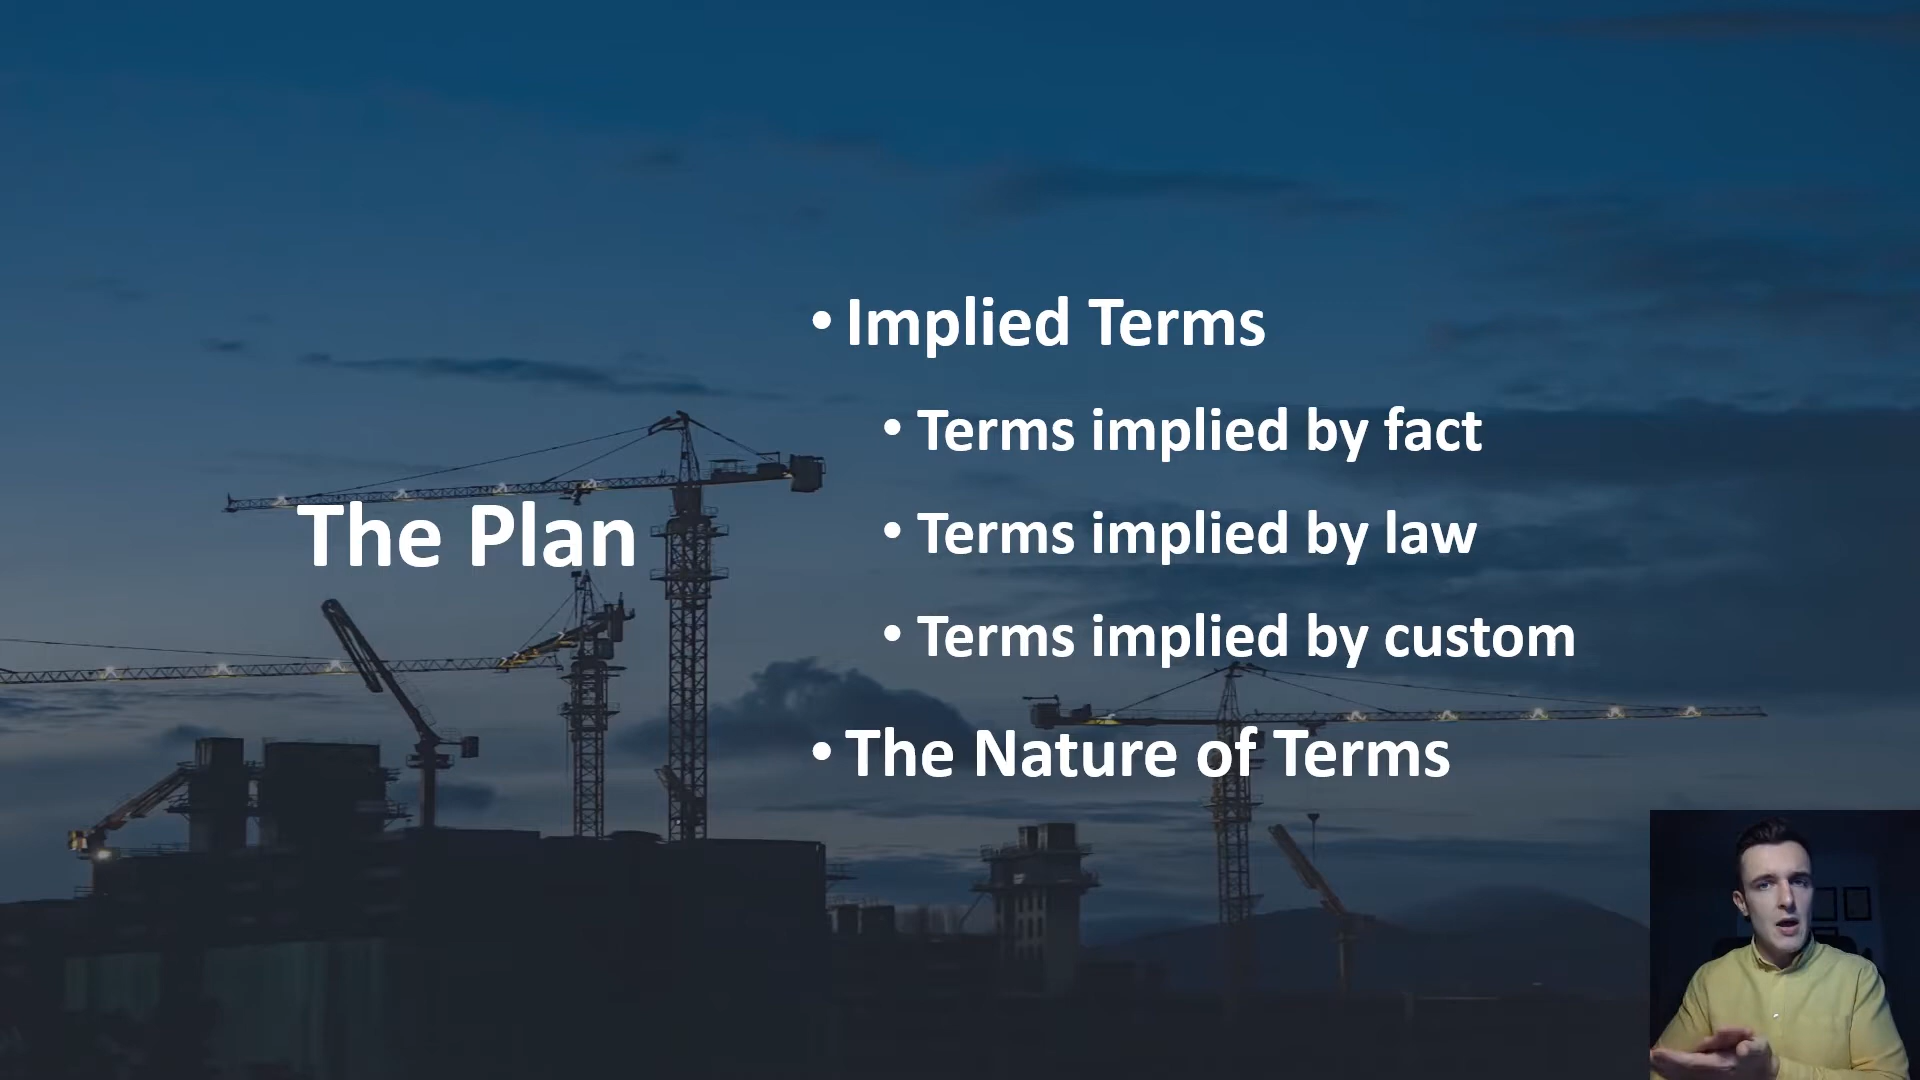 The Plan
• Implied Terms
• Terms implied by fact
• Terms implied by law
• Terms implied by custom
• The Nature of Terms